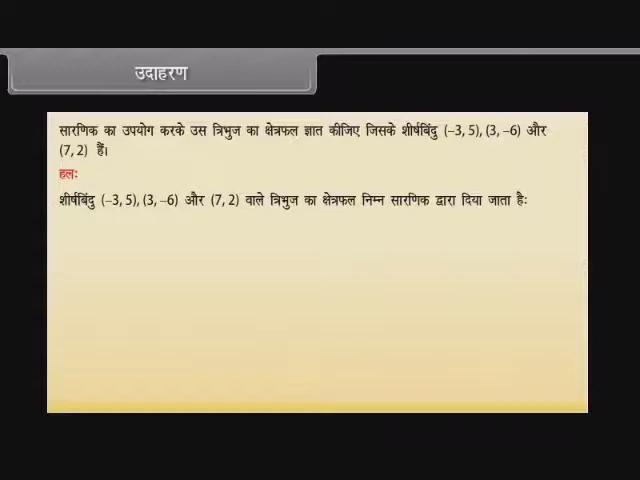 उदाहरण
सारणिक का उपयोग करके उस त्रिभुज का क्षेत्रफल ज्ञात कीजिए जिसके शीर्षबिंदु (–3, 5), (3, –6) और
(7, 2) हैं।
हलः
शीर्षबिंदु (–3, 5), (3, –6) और (7, 2) वाले त्रिभुज का क्षेत्रफल निम्न सारणिक द्वारा दिया जाता हैः